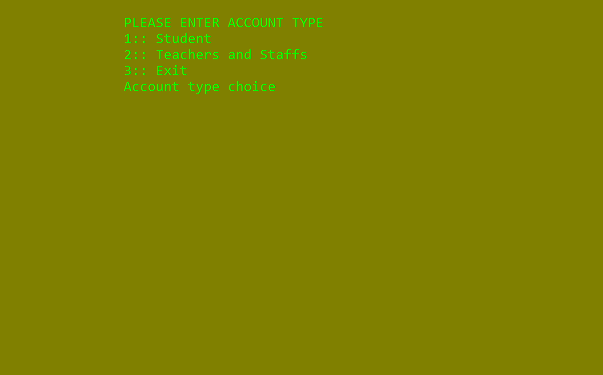 PLEASE ENTER ACCOUNT TYPE
1:: Student
2:: Teachers and Staffs
3:: Exit
Account type choice